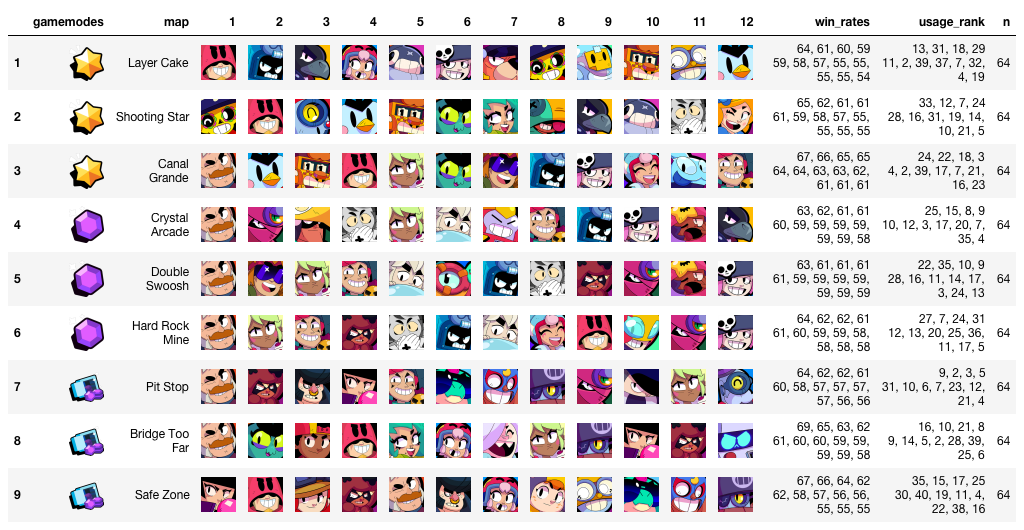 gamemodes map 1 2 3 4 5 6 7 8 9 10 11 12 win_rates usage_rank n
1 Layer Cake 64, 61, 60, 59 13, 31, 18, 29
59, 58, 57, 55, 55, 11, 2, 39, 37, 7, 32, 64
55, 55, 54 4, 19
2 Shooting Star 65, 62, 61, 61 33, 12, 7, 24
61, 59, 58, 57, 55, 28, 16, 31, 19, 14, 64
55, 55, 55 10, 21, 5
3 Canal 67, 66, 65, 65 24, 22, 18, 3
Grande 64, 64, 63, 63, 62, 4, 2, 39, 17, 7, 21, 64
61, 61, 61 16, 23
4 Crystal 63, 62, 61, 61 25, 15, 8, 9
Arcade 60, 59, 59, 59, 59, 10, 12, 3, 17, 20, 7, 64
59, 59, 58 35, 4
5 Double 63, 61, 61, 61 22, 35, 10, 9
Swoosh 61, 59, 59, 59, 59, 28, 16, 11, 14, 17, 64
59, 59, 59 3, 24, 13
6 Hard Rock 64, 62, 62, 61 27, 7, 24, 31
Mine 61, 60, 59, 59, 58, 12, 13, 20, 25, 36, 64
58, 58, 58 11, 17, 5
7 Pit Stop 64, 62, 62, 61 9, 2, 3, 5
60, 58, 57, 57, 57, 31, 10, 6, 7, 23, 12, 64
57, 56, 56 21, 4
8 Bridge Too 69, 65, 63, 62 16, 10, 21, 8
Far 61, 60, 60, 59, 59, 9, 14, 5, 2, 28, 39, 64
59, 59, 58 25, 6
9 Safe Zone 67, 66, 64, 62 35, 15, 17, 25
62, 58, 57, 56, 56, 30, 40, 19, 11, 4, 64
55, 55, 55 22, 38, 16